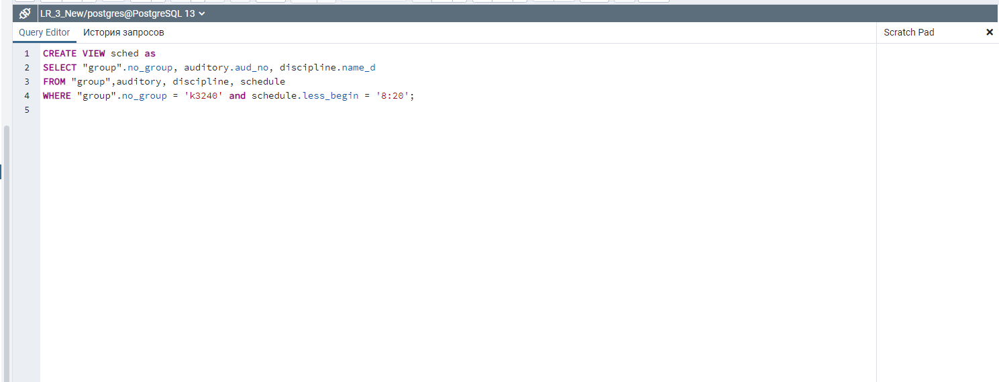 LR_3_New/postgres@PostgreSQL 13
Query Editor История запросов Scratch Pad
1 CREATE VIEW sched as
2 SELECT "group".no_group, auditory.aud_no, discipline.name_d
3 FROM "group",auditory, discipline, schedule
4 WHERE "group".no_group = 'k3240' and schedule.less_begin = '8:20';
5